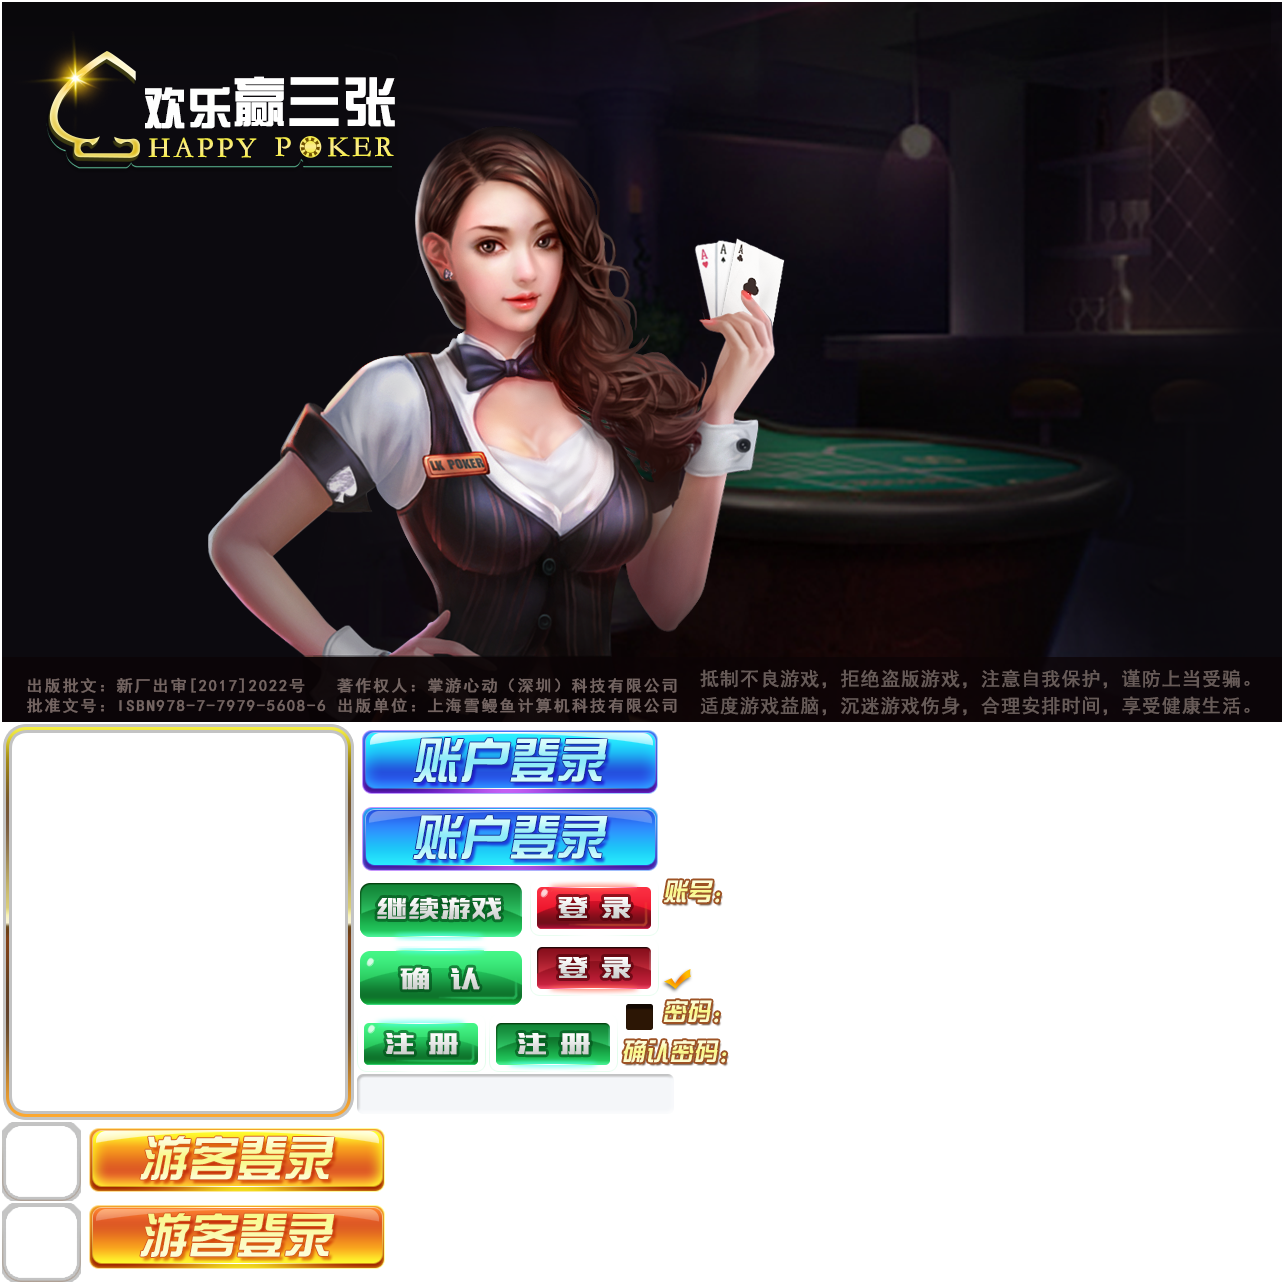 欢乐赢三张
HAPPY POKER
A A A
LK POKER
出版批文：新厂出审[2017]2022号 著作权人：掌游心动（深圳）科技有限公司
批准文号：ISBN978-7-7979-5608-6 出版单位：上海雪鳗鱼计算机科技有限公司
抵制不良游戏，拒绝盗版游戏，注意自我保护，谨防上当受骗。
适度游戏益脑，沉迷游戏伤身，合理安排时间，享受健康生活。
账户登录
账户登录
继续游戏
登录
账号：
确认
登录
密码：
注册
注册
确认密码：
游客登录
游客登录